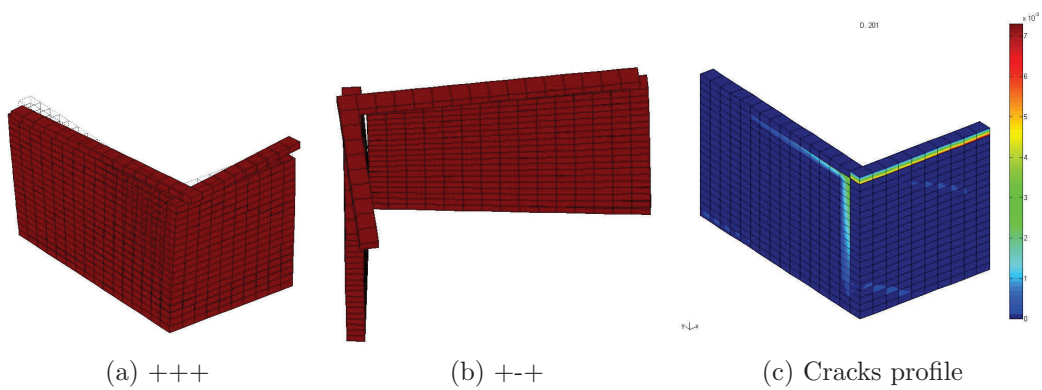 D. 201
x 10⁻³
7
6
5
4
3
2
1
0
y x
(a) +++
(b) +-+
(c) Cracks profile